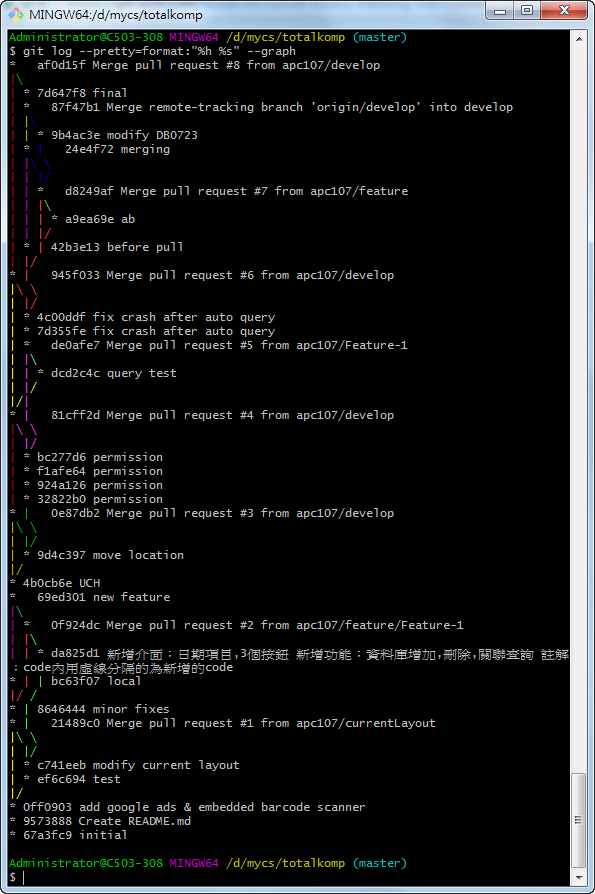 MINGW64:/d/mycs/totalkomp
Administrator@C503-308 MINGW64 /d/mycs/totalkomp (master)
$ git log --pretty=format:"%h %s" --graph
*   af0d15f Merge pull request #8 from apc107/develop
|\
| * 7d647f8 final
| *   87f47b1 Merge remote-tracking branch 'origin/develop' into develop
| |\
| | * 9b4ac3e modify DB0723
| * |   24e4f72 merging
| |\ \
| | |/
| | *   d8249af Merge pull request #7 from apc107/feature
| | |\
| | | * a9ea69e ab
| | |/
| * | 42b3e13 before pull
| |/
* |   945f033 Merge pull request #6 from apc107/develop
|\ \
| |/
| * 4c00ddf fix crash after auto query
| * 7d355fe fix crash after auto query
| *   de0afe7 Merge pull request #5 from apc107/Feature-1
| |\
| | * dcd2c4c query test
| |/
|/|
* |   81cff2d Merge pull request #4 from apc107/develop
|\ \
| |/
| * bc277d6 permission
| * f1afe64 permission
| * 924a126 permission
| * 32822b0 permission
* |   0e87db2 Merge pull request #3 from apc107/develop
|\ \
| |/
| * 9d4c397 move location
|/
* 4b0cb6e UCH
*   69ed301 new feature
|\
| *   0f924dc Merge pull request #2 from apc107/feature/Feature-1
| |\
| | * da825d1 新增介面：日期項目,3個按鈕 新增功能：資料庫增加,刪除,關聯查詢 註解
：code內用虛線分隔的為新增的code
* | | bc63f07 local
|/ /
* | 8646444 minor fixes
* |   21489c0 Merge pull request #1 from apc107/currentLayout
|\ \
| |/
| * c741eeb modify current layout
| * ef6c694 test
|/
* 0ff0903 add google ads & embedded barcode scanner
* 9573888 Create README.md
* 67a3fc9 initial
Administrator@C503-308 MINGW64 /d/mycs/totalkomp (master)
$